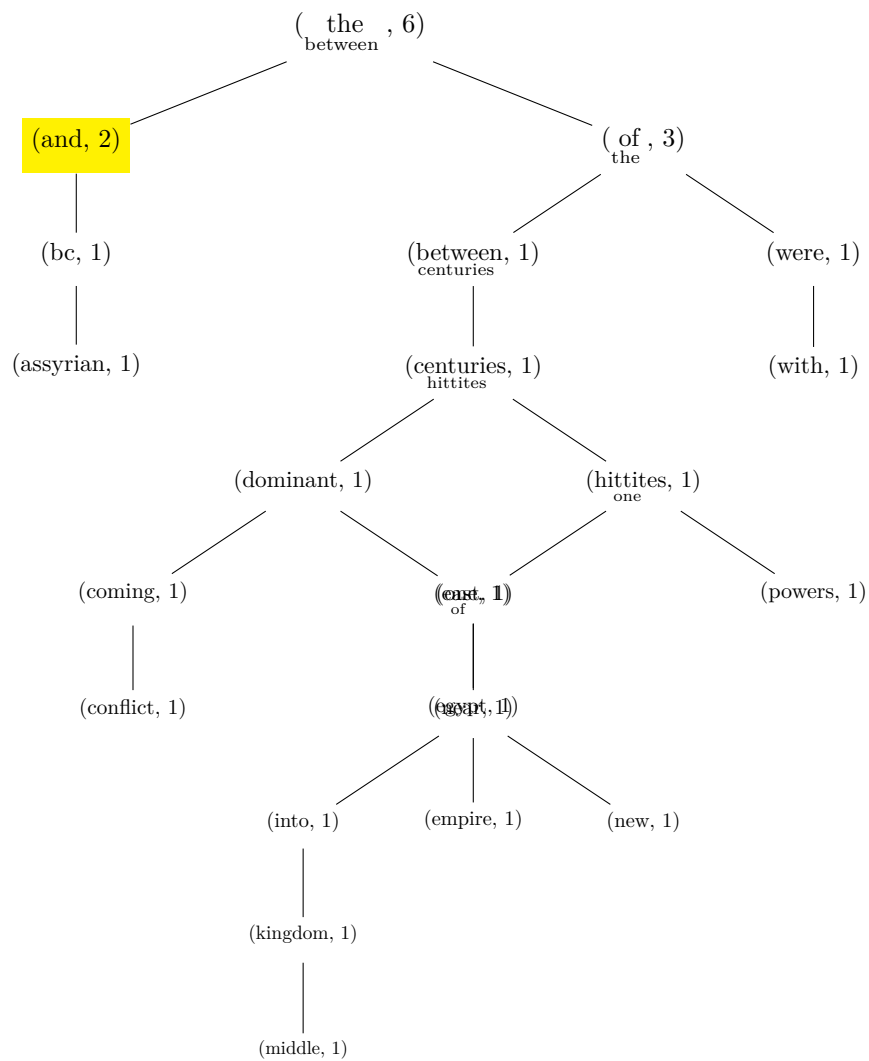 ( the , 6)
between
(and, 2)
( of , 3)
the
(bc, 1)
(between, 1)
centuries
(were, 1)
(assyrian, 1)
(centuries, 1)
hittites
(with, 1)
(dominant, 1)
(hittites, 1)
one
(coming, 1)
(powers, 1)
of
(conflict, 1)
(into, 1)
(empire, 1)
(new, 1)
(kingdom, 1)
(middle, 1)